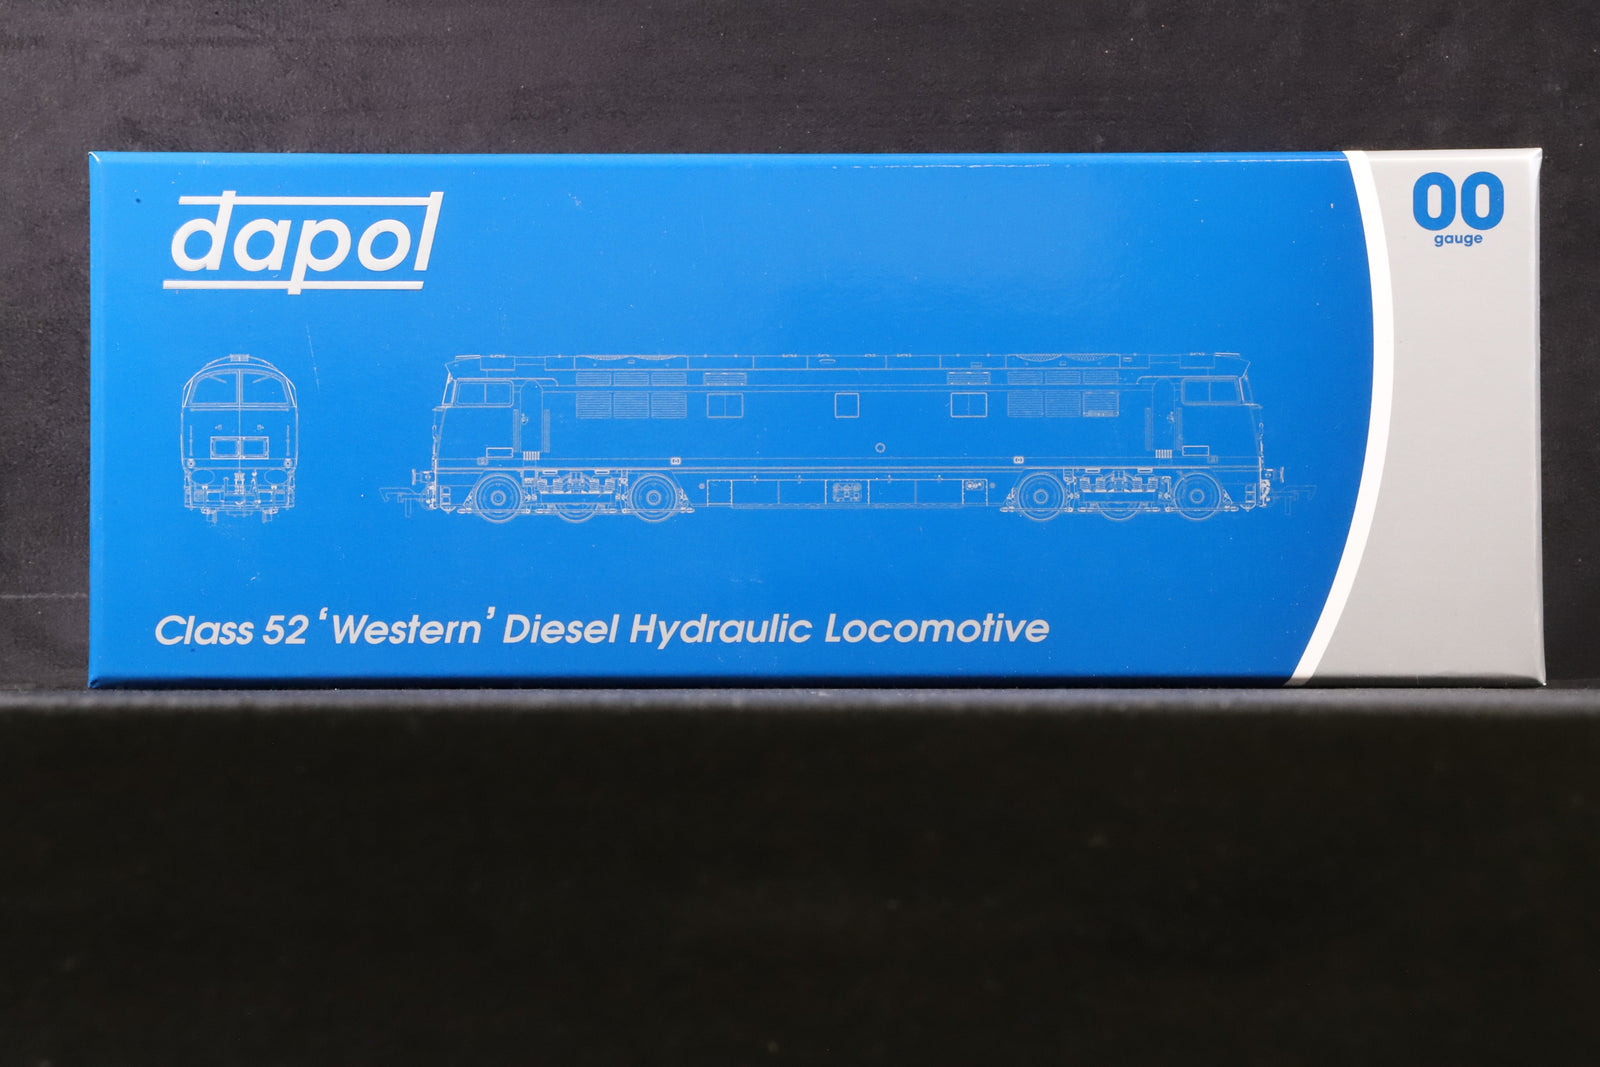 dapol
00
gauge
Class 52 ‘Western’ Diesel Hydraulic Locomotive